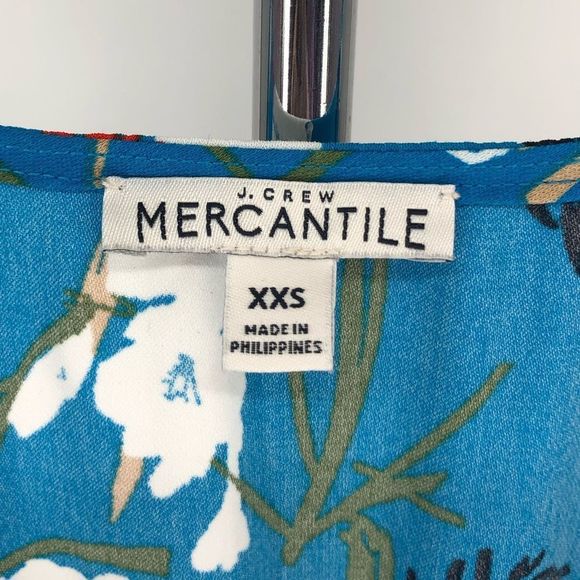 J. CREW
MERCANTILE
XXS
MADE IN
PHILIPPINES